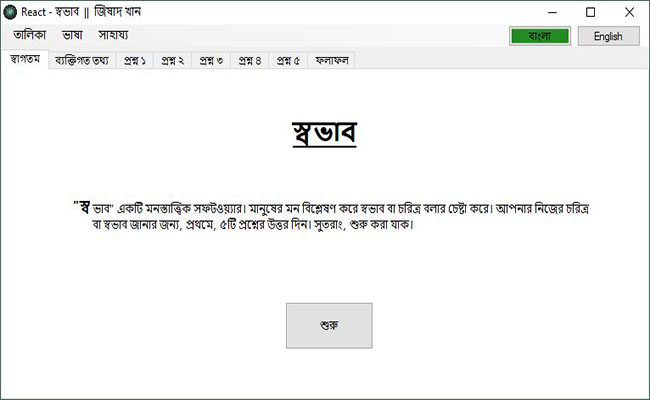 React - স্বভাব || জিষাদ খান
তালিকা ভাষা সাহায্য বাংলা English
স্বাগতম ব্যক্তিগত তথ্য প্রশ্ন ১ প্রশ্ন ২ প্রশ্ন ৩ প্রশ্ন ৪ প্রশ্ন ৫ ফলাফল
স্বভাব
"স্ব ভাব" একটি মনস্তাত্ত্বিক সফটওয়্যার। মানুষের মন বিশ্লেষণ করে স্বভাব বা চরিত্র বলার চেষ্টা করে। আপনার নিজের চরিত্র
বা স্বভাব জানার জন্য, প্রথমে, ৫টি প্রশ্নের উত্তর দিন। সুতরাং, শুরু করা যাক।
শুরু